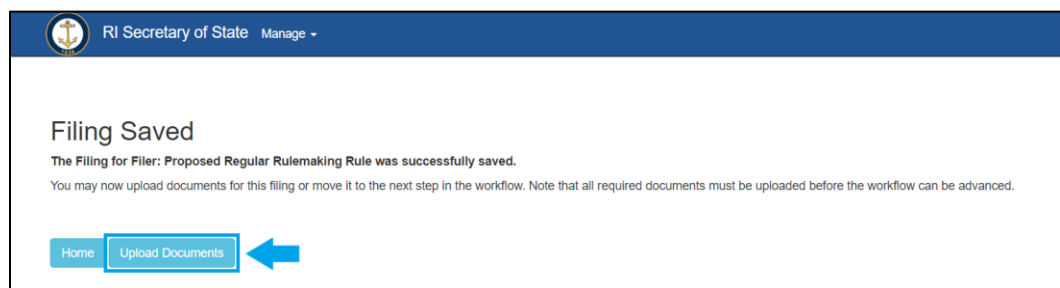 RI Secretary of State Manage
Filing Saved
The Filing for Filer: Proposed Regular Rulemaking Rule was successfully saved.
You may now upload documents for this filing or move it to the next step in the workflow. Note that all required documents must be uploaded before the workflow can be advanced.
Home Upload Documents